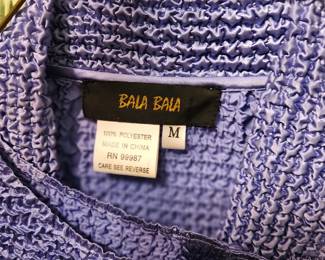 BALA BALA
M
100% POLYESTER
MADE IN CHINA
RN 99987
CARE SEE REVERSE